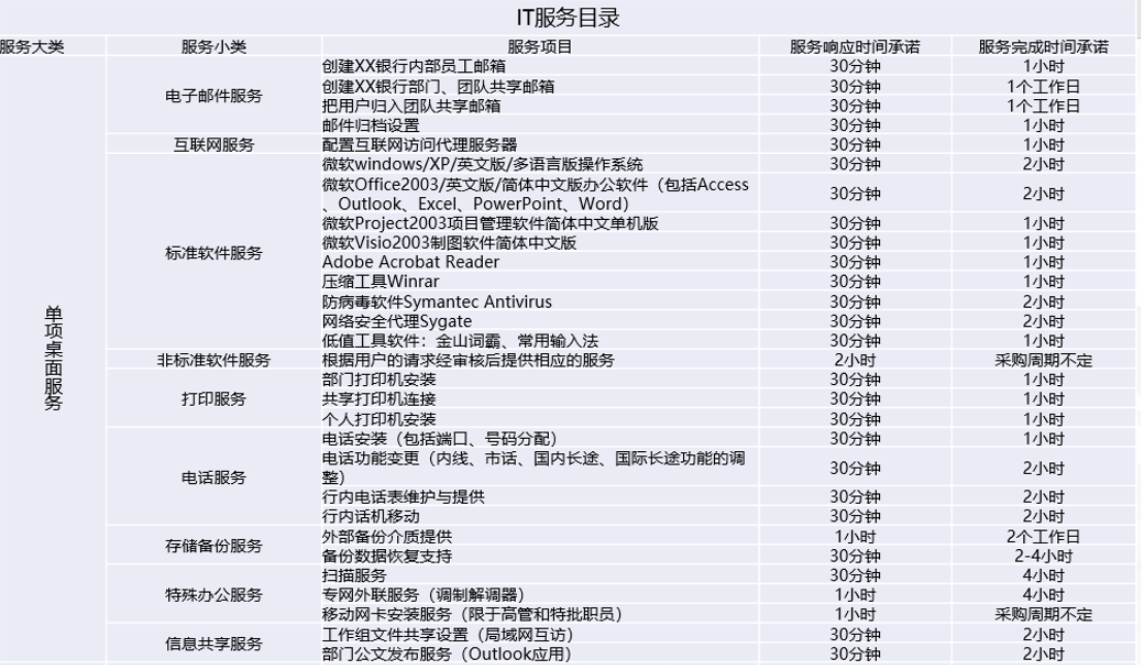 IT服务目录
服务大类 服务小类 服务项目 服务响应时间承诺 服务完成时间承诺
单项桌面服务
电子邮件服务
创建XX银行内部员工邮箱 30分钟 1小时
创建XX银行部门、团队共享邮箱 30分钟 1个工作日
把用户归入团队共享邮箱 30分钟 1个工作日
邮件归档设置 30分钟 1小时
互联网服务 配置互联网访问代理服务器 30分钟 1小时
标准软件服务
微软windows/XP/英文版/多语言版操作系统 30分钟 2小时
微软Office2003/英文版/简体中文版办公软件（包括Access
、Outlook、Excel、PowerPoint、Word） 30分钟 2小时
微软Project2003项目管理软件简体中文单机版 30分钟 1小时
微软Visio2003制图软件简体中文版 30分钟 1小时
Adobe Acrobat Reader 30分钟 1小时
压缩工具Winrar 30分钟 1小时
防病毒软件Symantec Antivirus 30分钟 2小时
网络安全代理Sygate 30分钟 2小时
低值工具软件：金山词霸、常用输入法 30分钟 1小时
非标准软件服务 根据用户的请求经审核后提供相应的服务 2小时 采购周期不定
打印服务
部门打印机安装 30分钟 1小时
共享打印机连接 30分钟 1小时
个人打印机安装 30分钟 1小时
电话服务
电话安装（包括端口、号码分配） 30分钟 1小时
电话功能变更（内线、市话、国内长途、国际长途功能的调
整） 30分钟 2小时
行内电话表维护与提供 30分钟 2小时
行内话机移动 30分钟 2小时
存储备份服务
外部备份介质提供 1小时 2个工作日
备份数据恢复支持 30分钟 2-4小时
特殊办公服务
扫描服务 30分钟 4小时
专网外联服务（调制解调器） 1小时 4小时
移动网卡安装服务（限于高管和特批职员） 1小时 采购周期不定
信息共享服务
工作组文件共享设置（局域网互访） 30分钟 2小时
部门公文发布服务（Outlook应用） 30分钟 2小时